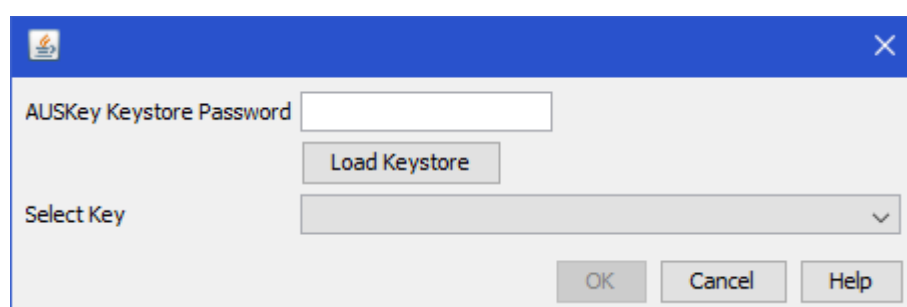 AUSKey Keystore Password
Load Keystore
Select Key
OK Cancel Help